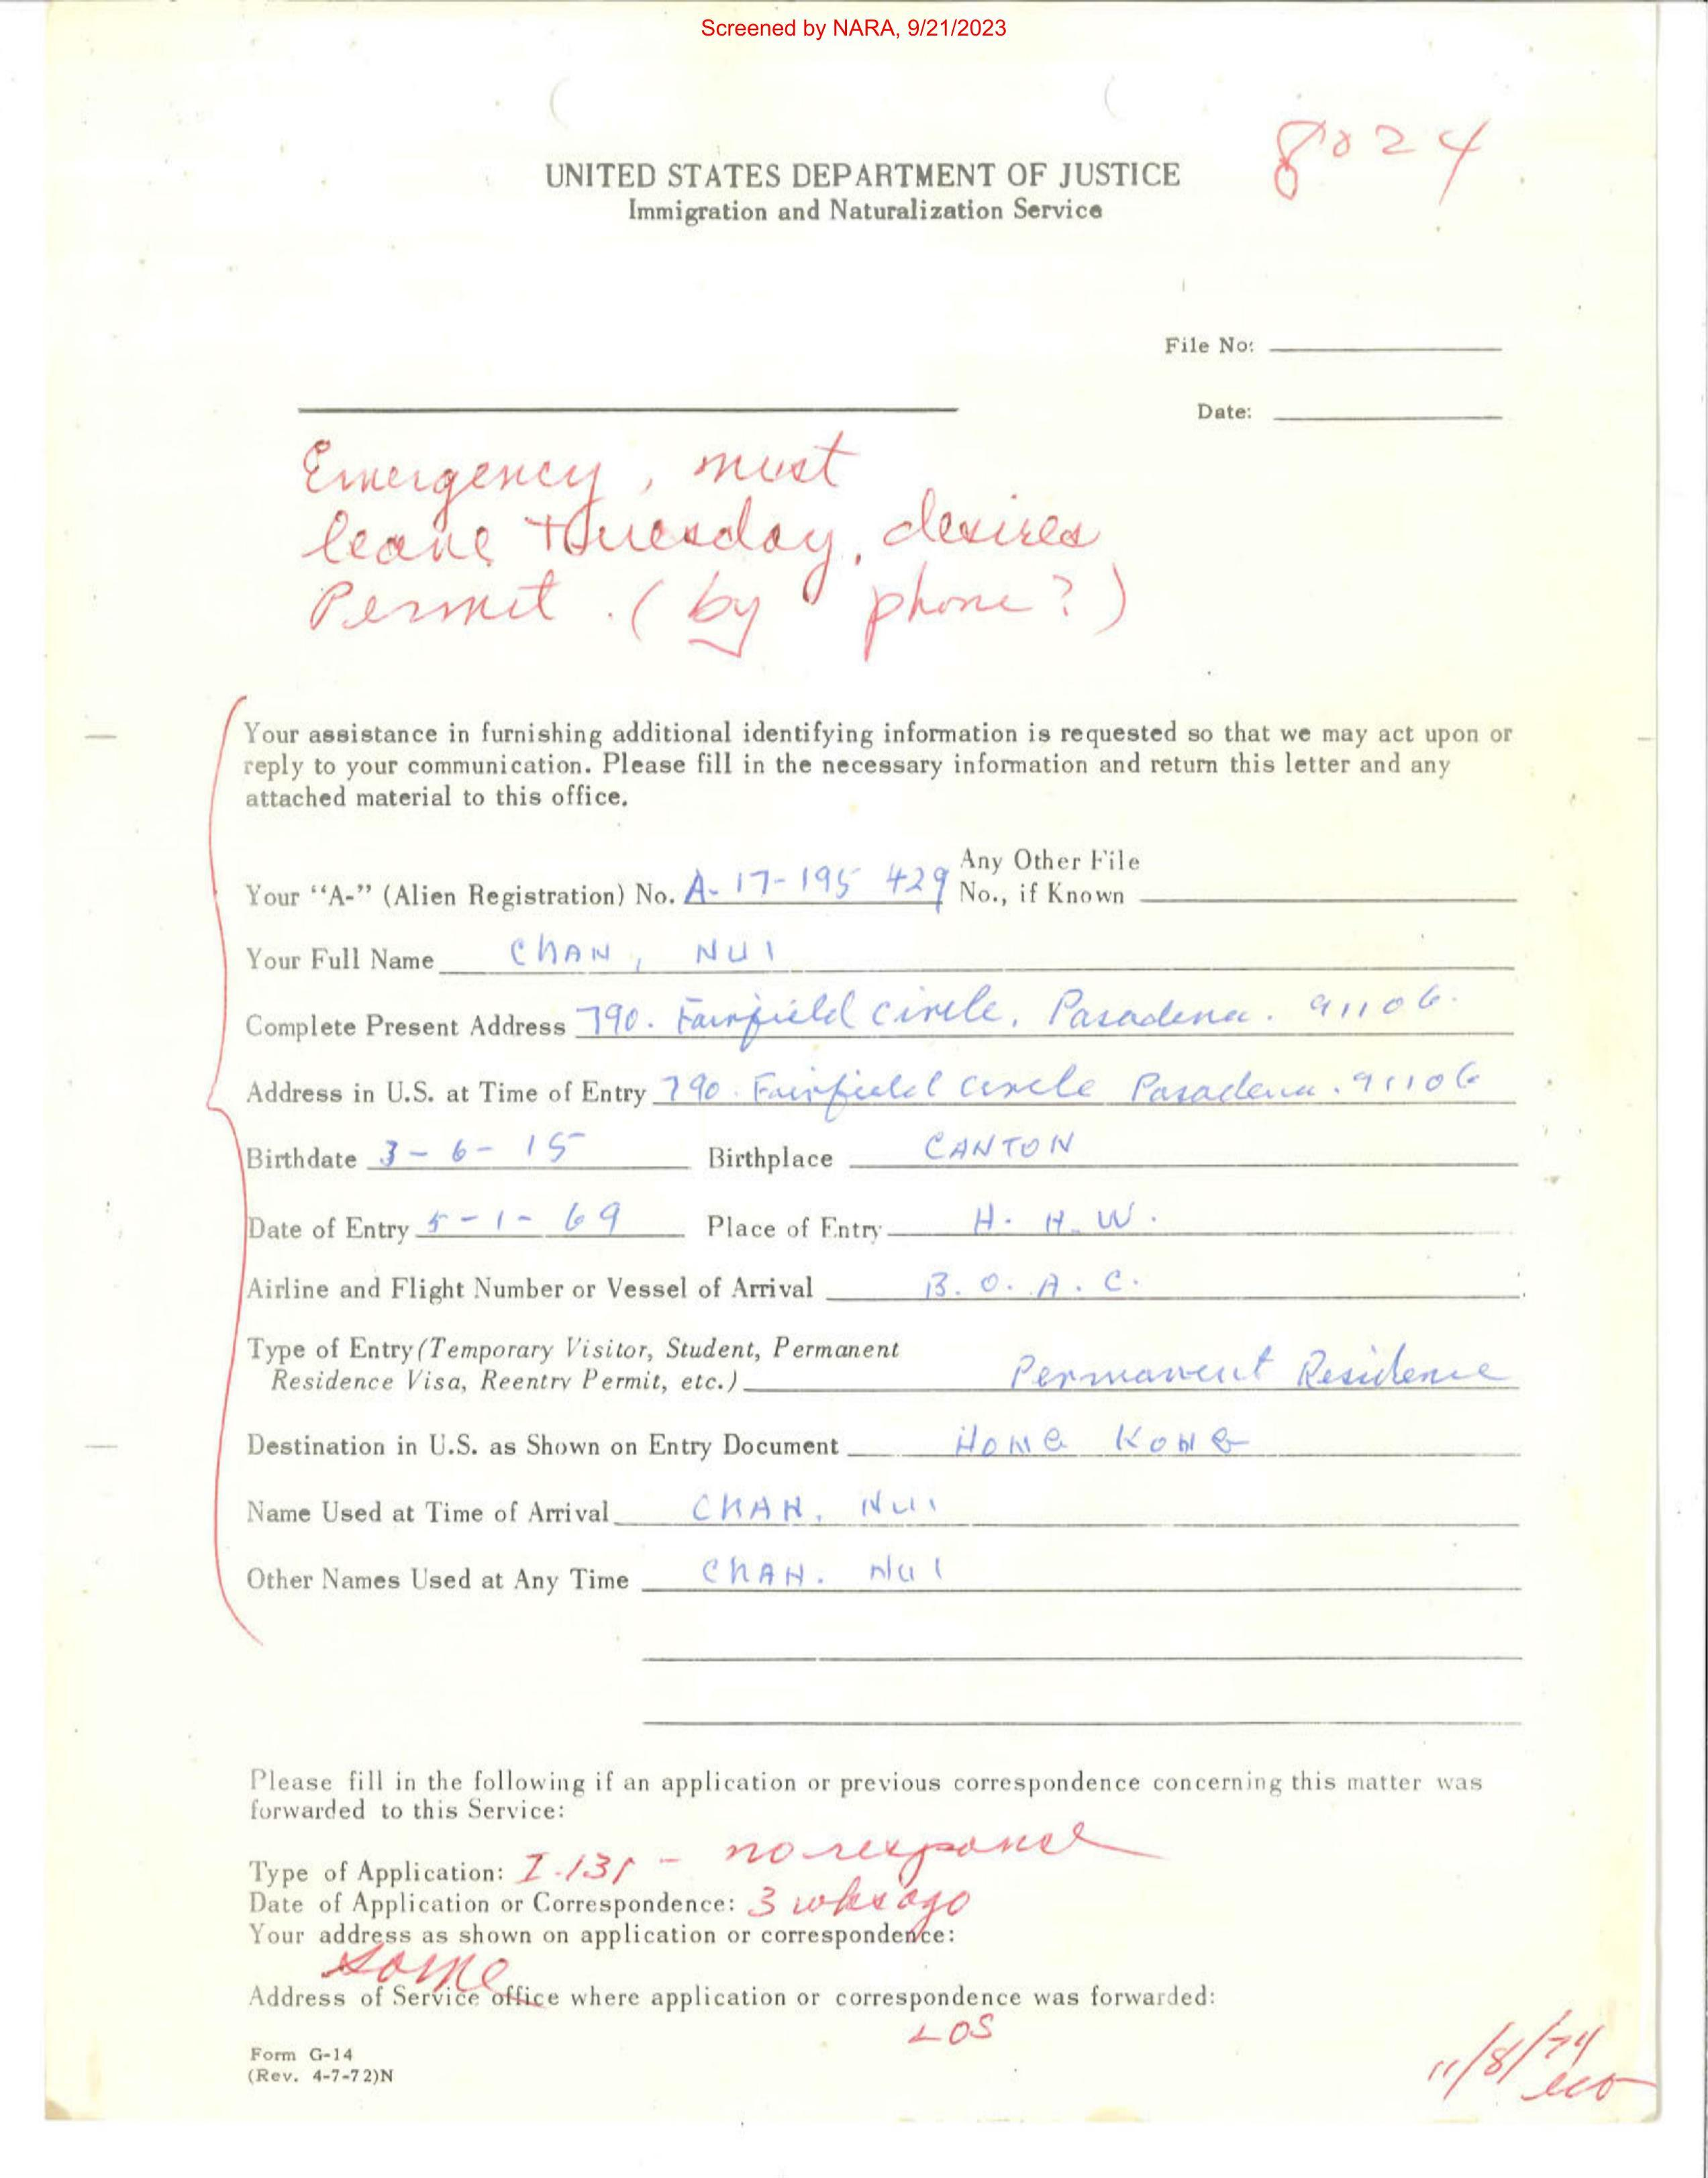 Screened by NARA, 9/21/2023
8024
UNITED STATES DEPARTMENT OF JUSTICE
Immigration and Naturalization Service
File No:
Date:
Emergency, must
leave tuesday, desires
Permit. (by phone?)
Your assistance in furnishing additional identifying information is requested so that we may act upon or
reply to your communication. Please fill in the necessary information and return this letter and any
attached material to this office.
Your "A-" (Alien Registration) No. A- 17-195 429 Any Other File No., if Known
Your Full Name CHAN, NUI
Complete Present Address 790. Fairfield circle, Pasadena. 91106.
Address in U.S. at Time of Entry 790. Fairfield circle Pasadena. 91106
Birthdate 3-6-15 Birthplace CANTON
Date of Entry 5-1-69 Place of Entry H. H. W.
Airline and Flight Number or Vessel of Arrival B. O. A. C.
Type of Entry (Temporary Visitor, Student, Permanent
Residence Visa, Reentry Permit, etc.) Permanent Residence
Destination in U.S. as Shown on Entry Document HONG KONG
Name Used at Time of Arrival CHAN, NUI
Other Names Used at Any Time CHAN. NUI
Please fill in the following if an application or previous correspondence concerning this matter was
forwarded to this Service:
Type of Application: I-131 - no response
Date of Application or Correspondence: 3 wks ago
Your address as shown on application or correspondence:
same
Address of Service office where application or correspondence was forwarded:
LOS
Form G-14
(Rev. 4-7-72)N
11/8/74